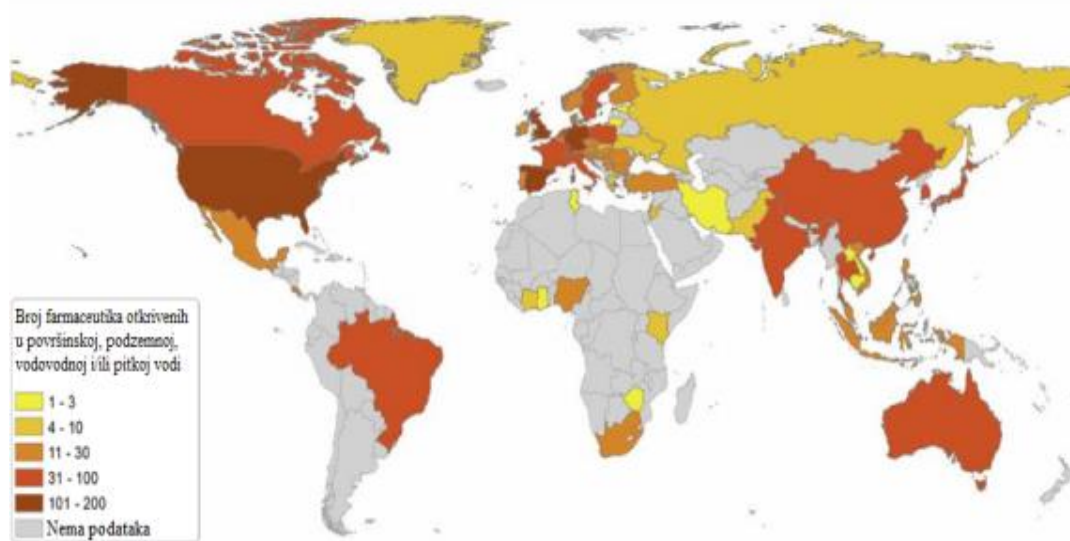 Broj farmaceutika otkrivenih
u površinskoj, podzemnoj,
vodovodnoj i/ili pitkoj vodi
1 - 3
4 - 10
11 - 30
31 - 100
101 - 200
Nema podataka